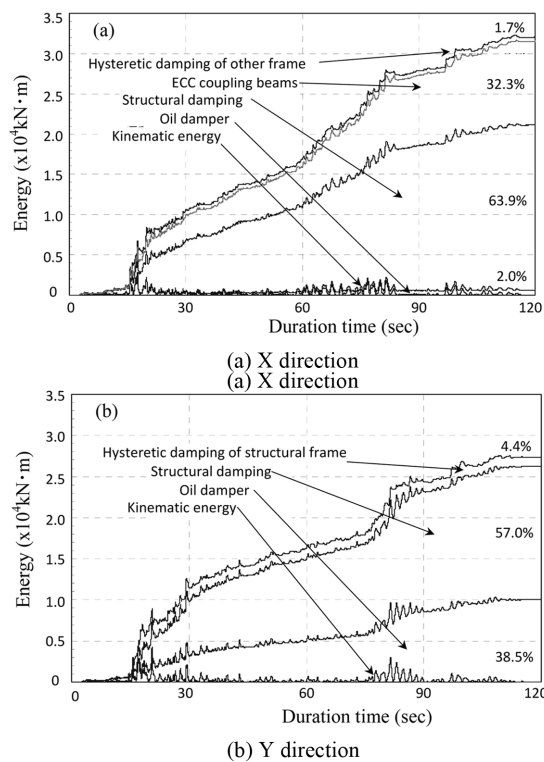 (a)
3.5
3.0
2.5
2.0
1.5
1.0
0.5
0
Energy (x10⁴kN・m)
Hysteretic damping of other frame
ECC coupling beams
Structural damping
Oil damper
Kinematic energy
1.7%
32.3%
63.9%
2.0%
30
60
90
120
Duration time (sec)
(a) X direction
(a) X direction
(b)
3.5
3.0
2.5
2.0
1.5
1.0
0.5
0
Energy (x10⁴kN・m)
Hysteretic damping of structural frame
Structural damping
Oil damper
Kinematic energy
4.4%
57.0%
38.5%
30
60
90
120
Duration time (sec)
(b) Y direction